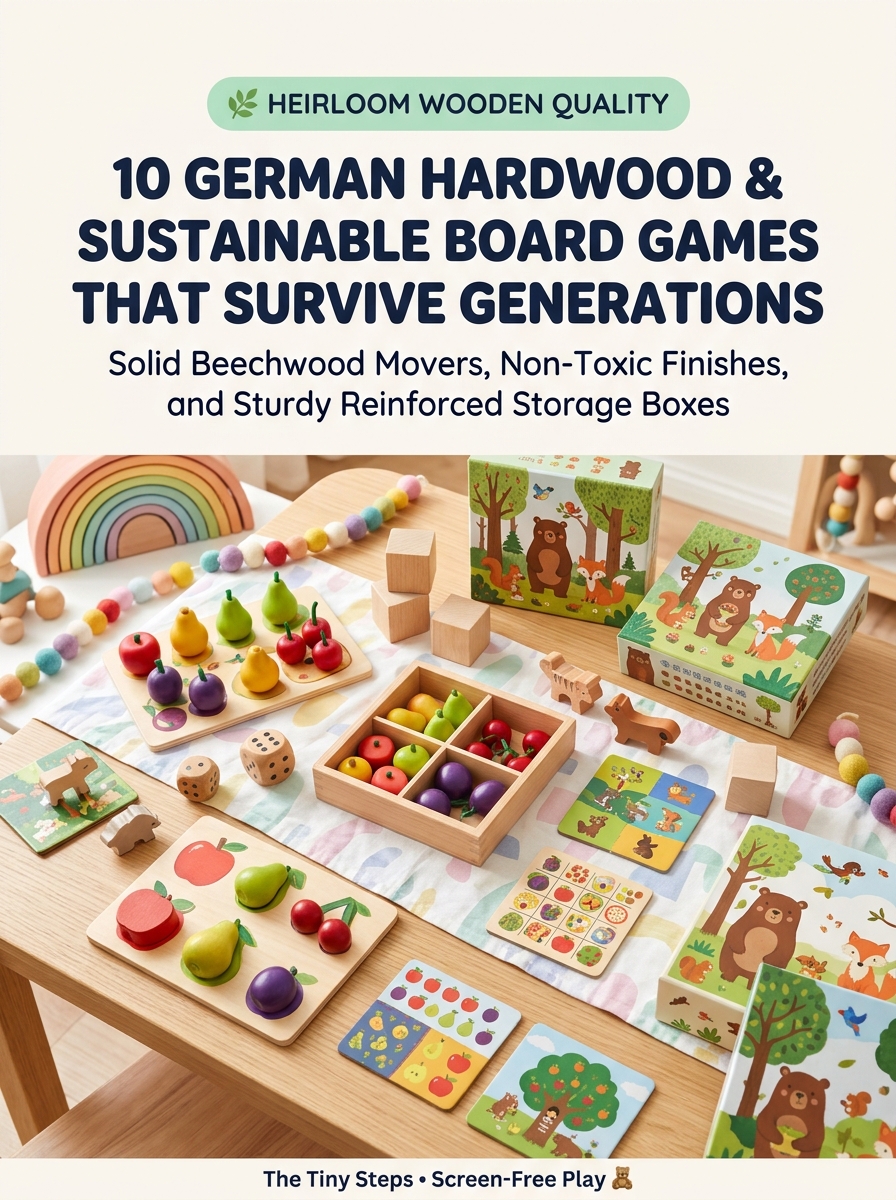 🌿 HEIRLOOM WOODEN QUALITY
10 GERMAN HARDWOOD &
SUSTAINABLE BOARD GAMES
THAT SURVIVE GENERATIONS
Solid Beechwood Movers, Non-Toxic Finishes,
and Sturdy Reinforced Storage Boxes
The Tiny Steps • Screen-Free Play 🧸